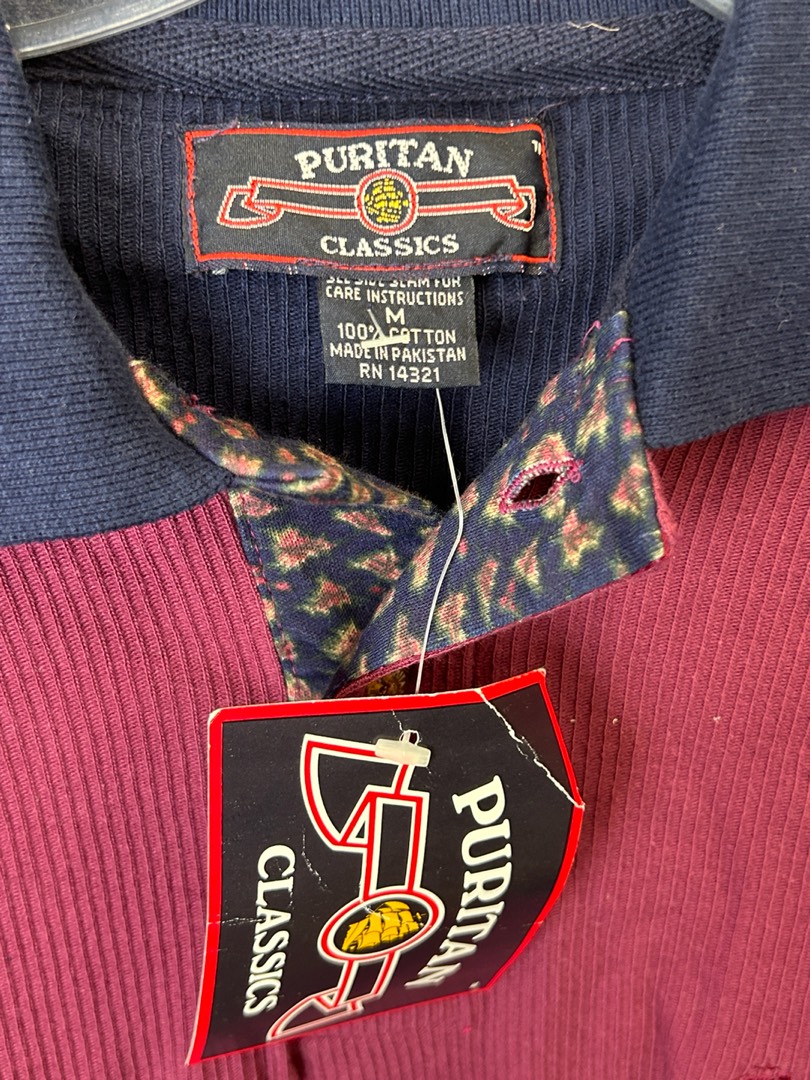 PURITAN
CLASSICS
SEE SIDE SEAM FOR
CARE INSTRUCTIONS
M
100% COTTON
MADE IN PAKISTAN
RN 14321
PURITAN
CLASSICS